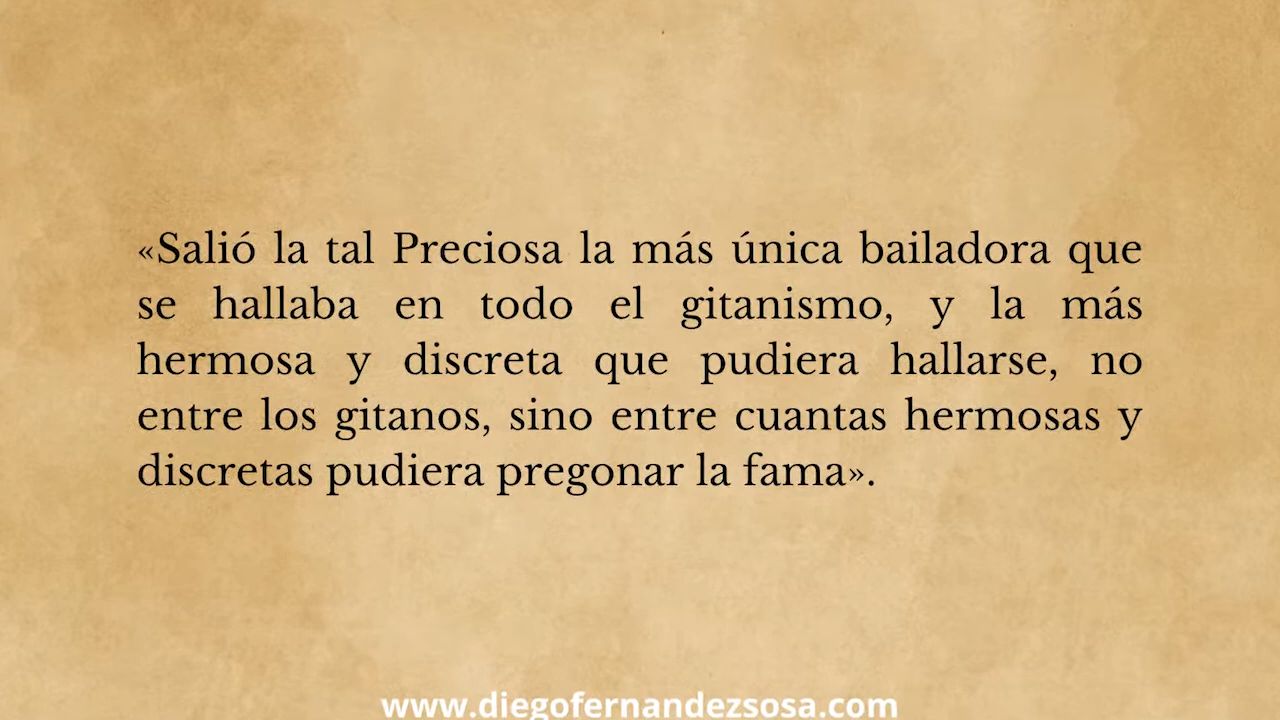 «Salió la tal Preciosa la más única bailadora que
se hallaba en todo el gitanismo, y la más
hermosa y discreta que pudiera hallarse, no
entre los gitanos, sino entre cuantas hermosas y
discretas pudiera pregonar la fama».
www.diegofernandezsosa.com